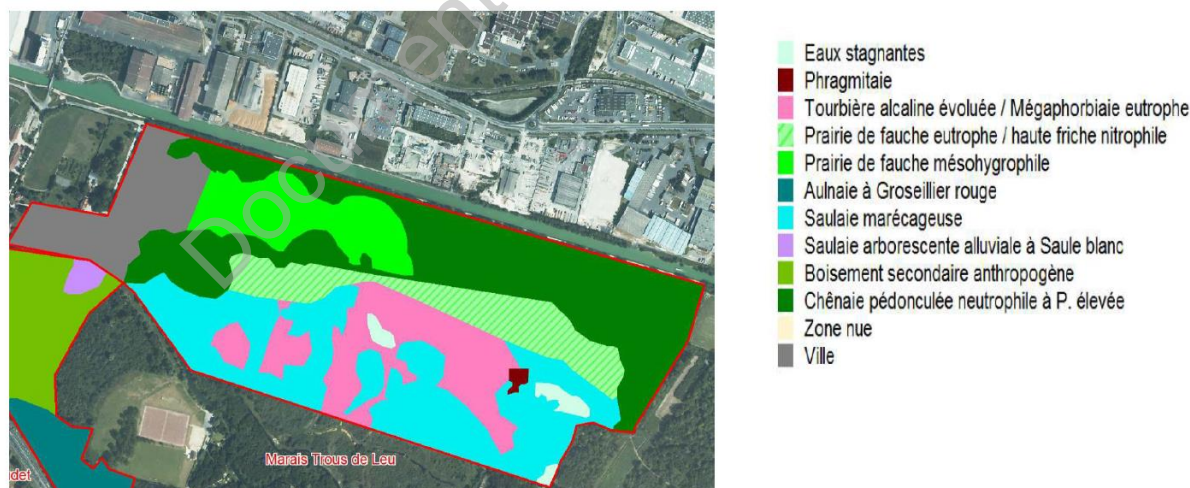 Document
Eaux stagnantes
Phragmitaie
Tourbière alcaline évoluée / Mégaphorbiaie eutrophe
Prairie de fauche eutrophe / haute friche nitrophile
Prairie de fauche mésohygrophile
Aulnaie à Groseillier rouge
Saulaie marécageuse
Saulaie arborescente alluviale à Saule blanc
Boisement secondaire anthropogène
Chênaie pédonculée neutrophile à P. élevée
Zone nue
Ville
Marais Trous de Leu
udet